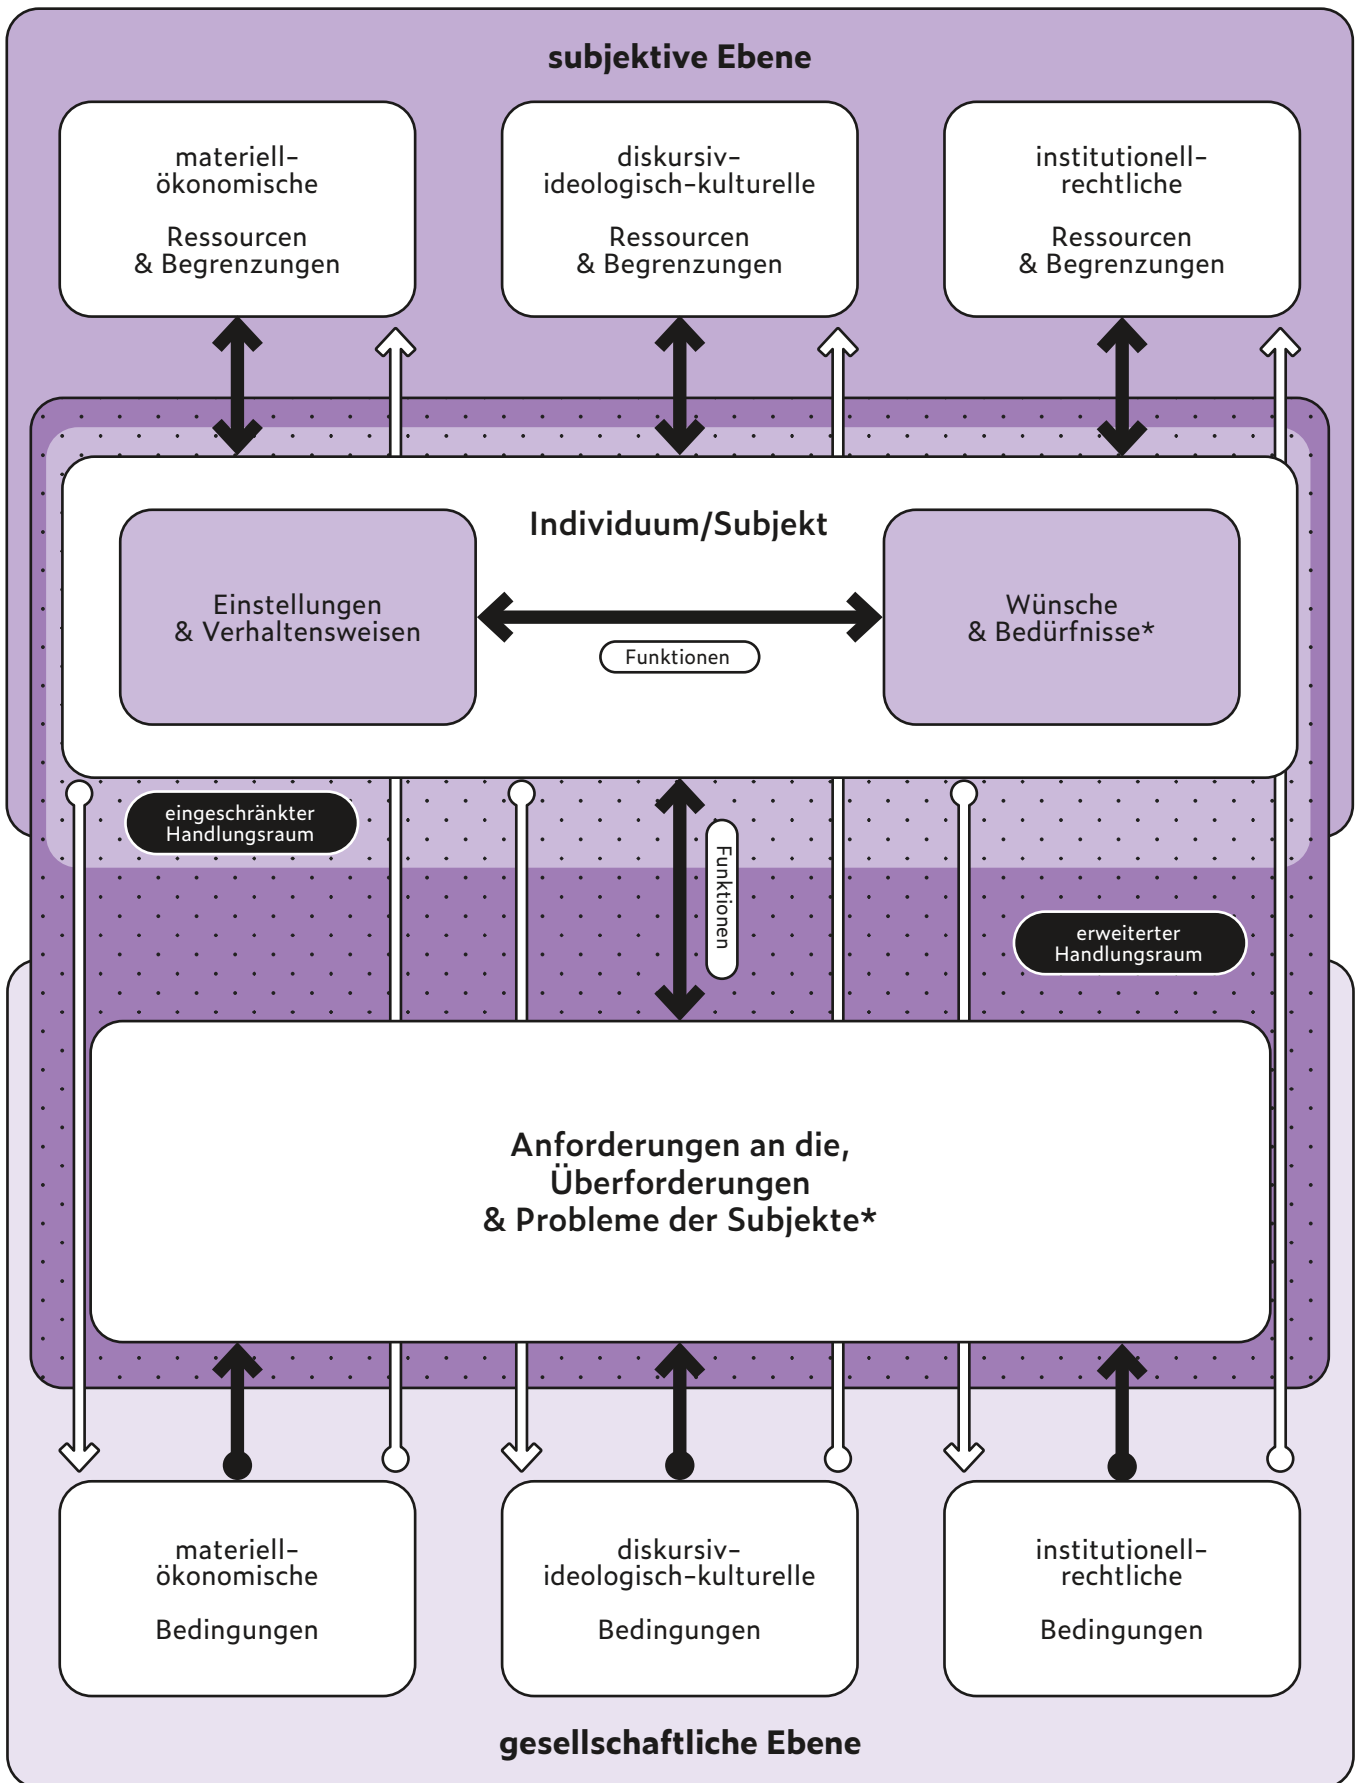 subjektive Ebene
materiell-
ökonomische
Ressourcen
& Begrenzungen
diskursiv-
ideologisch-kulturelle
Ressourcen
& Begrenzungen
institutionell-
rechtliche
Ressourcen
& Begrenzungen
Individuum/Subjekt
Einstellungen
& Verhaltensweisen
Funktionen
Wünsche
& Bedürfnisse*
eingeschränkter
Handlungsraum
Funktionen
erweiterter
Handlungsraum
Anforderungen an die,
Überforderungen
& Probleme der Subjekte*
materiell-
ökonomische
Bedingungen
diskursiv-
ideologisch-kulturelle
Bedingungen
institutionell-
rechtliche
Bedingungen
gesellschaftliche Ebene